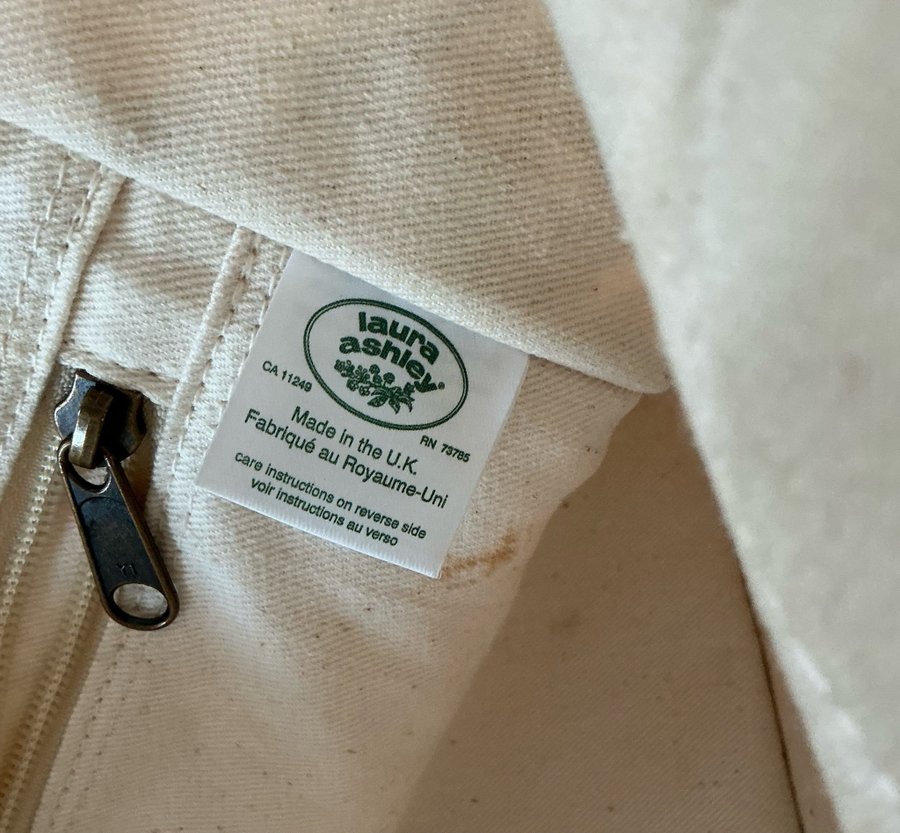 laura
ashley®
CA 11249
RN 73785
Made in the U.K.
Fabriqué au Royaume-Uni
care instructions on reverse side
voir instructions au verso